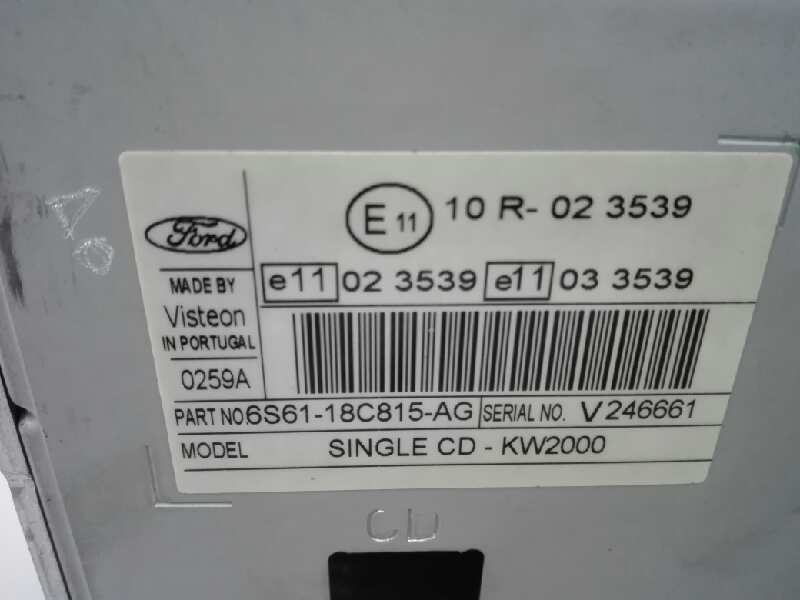 E 11 10 R- 02 3539
Ford
MADE BY
e11 02 3539 e11 03 3539
Visteon
IN PORTUGAL
0259A
PART NO. 6S61-18C815-AG SERIAL NO. V246661
MODEL SINGLE CD - KW2000
CD